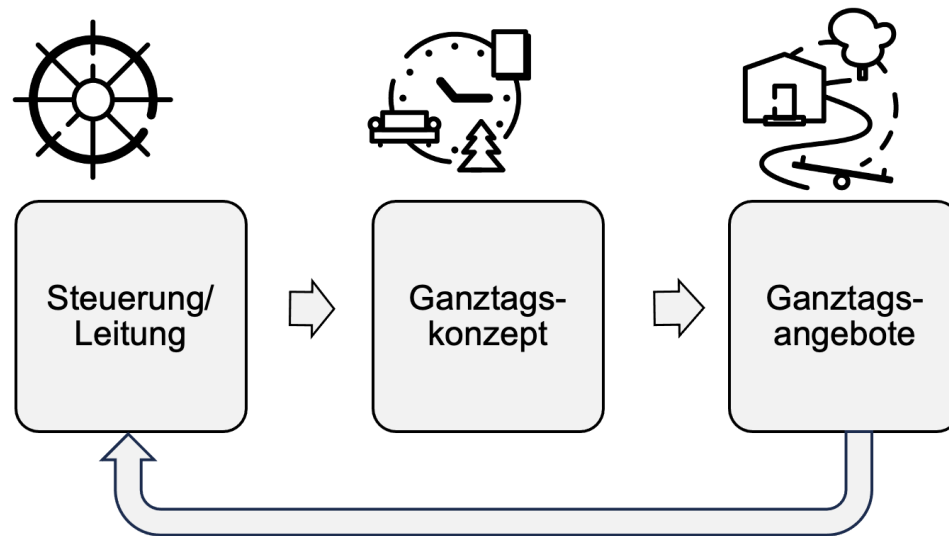 Steuerung/
Leitung
Ganztags-
konzept
Ganztags-
angebote